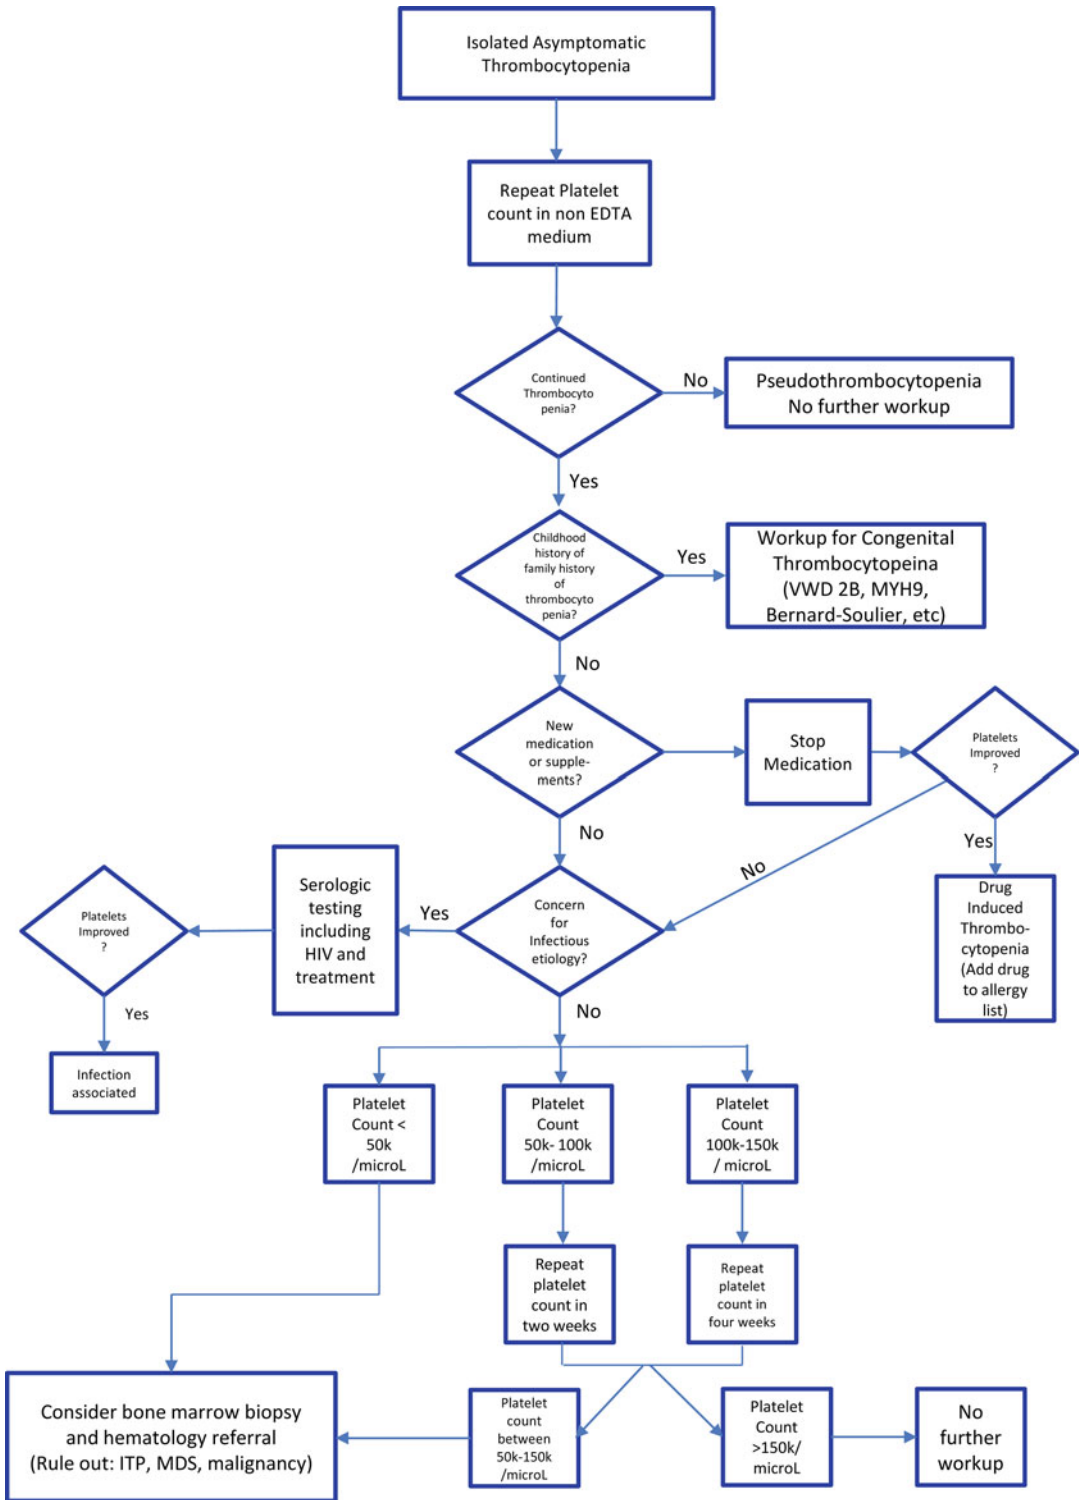 Isolated Asymptomatic
Thrombocytopenia
Repeat Platelet
count in non EDTA
medium
Continued
Thrombocyto
penia?
No
Pseudothrombocytopenia
No further workup
Yes
Childhood
history of
family history
of
thrombocyto
penia?
Yes
Workup for Congenital
Thrombocytopeina
(VWD 2B, MYH9,
Bernard-Soulier, etc)
No
New
medication
or supple-
ments?
Stop
Medication
Platelets
Improved
?
No
Yes
No
Drug
Induced
Thrombo-
cytopenia
(Add drug
to allergy
list)
Concern
for
Infectious
etiology?
Yes
Serologic
testing
including
HIV and
treatment
Platelets
Improved
?
Yes
Infection
associated
No
Platelet
Count <
50k
/microL
Platelet
Count
50k- 100k
/microL
Platelet
Count
100k-150k
/ microL
Repeat
platelet
count in
two weeks
Repeat
platelet
count in
four weeks
Consider bone marrow biopsy
and hematology referral
(Rule out: ITP, MDS, malignancy)
Platelet
count
between
50k-150k
/microL
Platelet
Count
>150k/
microL
No
further
workup